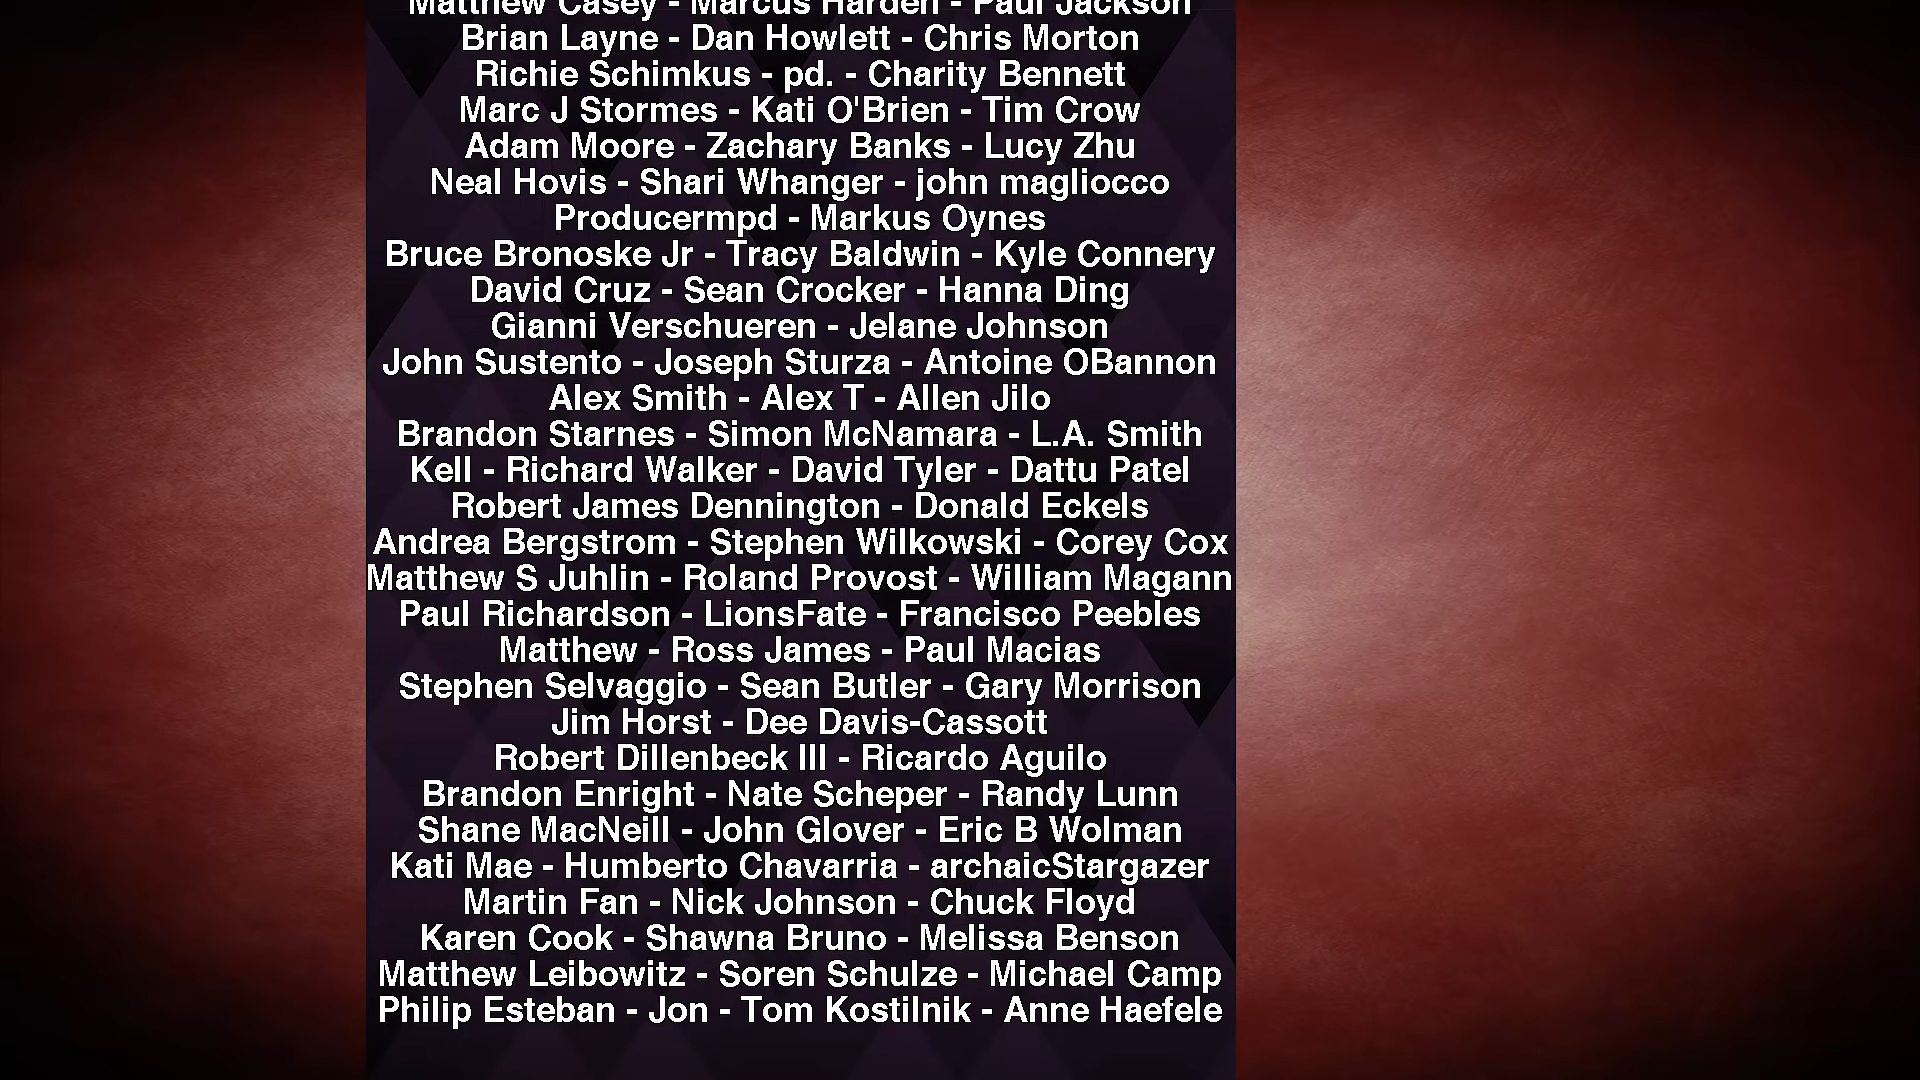 Matthew Casey - Marcus Harden - Paul Jackson
Brian Layne - Dan Howlett - Chris Morton
Richie Schimkus - pd. - Charity Bennett
Marc J Stormes - Kati O'Brien - Tim Crow
Adam Moore - Zachary Banks - Lucy Zhu
Neal Hovis - Shari Whanger - john magliocco
Producermpd - Markus Oynes
Bruce Bronoske Jr - Tracy Baldwin - Kyle Connery
David Cruz - Sean Crocker - Hanna Ding
Gianni Verschueren - Jelane Johnson
John Sustento - Joseph Sturza - Antoine OBannon
Alex Smith - Alex T - Allen Jilo
Brandon Starnes - Simon McNamara - L.A. Smith
Kell - Richard Walker - David Tyler - Dattu Patel
Robert James Dennington - Donald Eckels
Andrea Bergstrom - Stephen Wilkowski - Corey Cox
Matthew S Juhlin - Roland Provost - William Magann
Paul Richardson - LionsFate - Francisco Peebles
Matthew - Ross James - Paul Macias
Stephen Selvaggio - Sean Butler - Gary Morrison
Jim Horst - Dee Davis-Cassott
Robert Dillenbeck III - Ricardo Aguilo
Brandon Enright - Nate Scheper - Randy Lunn
Shane MacNeill - John Glover - Eric B Wolman
Kati Mae - Humberto Chavarria - archaicStargazer
Martin Fan - Nick Johnson - Chuck Floyd
Karen Cook - Shawna Bruno - Melissa Benson
Matthew Leibowitz - Soren Schulze - Michael Camp
Philip Esteban - Jon - Tom Kostilnik - Anne Haefele